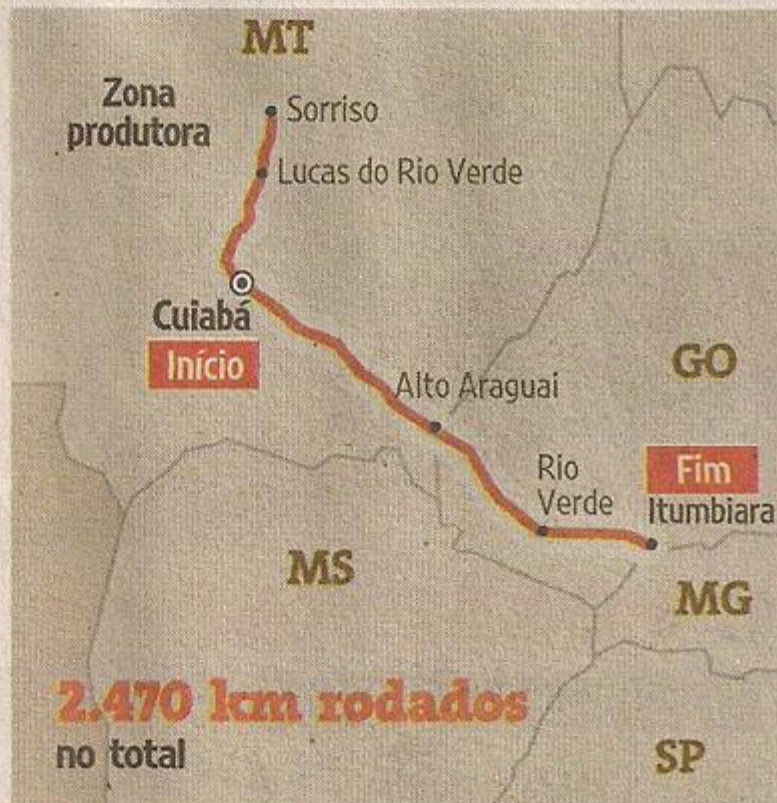 MT
Zona
produtora
Sorriso
Lucas do Rio Verde
Cuiabá
Início
Alto Araguai
GO
Rio
Verde
Fim
Itumbiara
MS
MG
2.470 km rodados
no total
SP